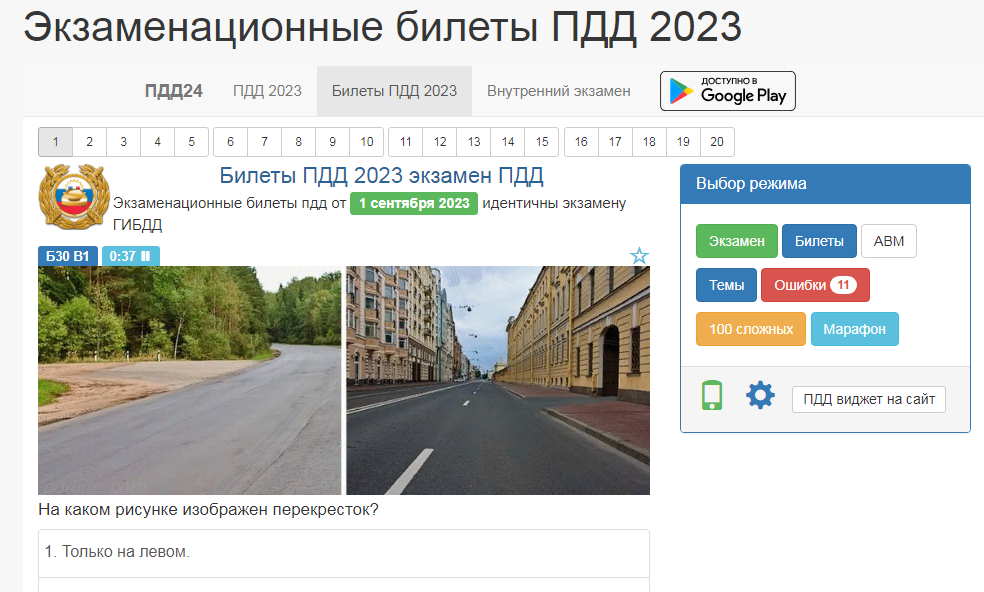 Экзаменационные билеты ПДД 2023
ПДД24 ПДД 2023 Билеты ПДД 2023 Внутренний экзамен ДОСТУПНО В Google Play
1 2 3 4 5 6 7 8 9 10 11 12 13 14 15 16 17 18 19 20
Билеты ПДД 2023 экзамен ПДД
Экзаменационные билеты пдд от 1 сентября 2023 идентичны экзамену
ГИБДД
Б30 В1 0:37
На каком рисунке изображен перекресток?
1. Только на левом.
Выбор режима
Экзамен Билеты АВМ
Темы Ошибки 11
100 сложных Марафон
ПДД виджет на сайт